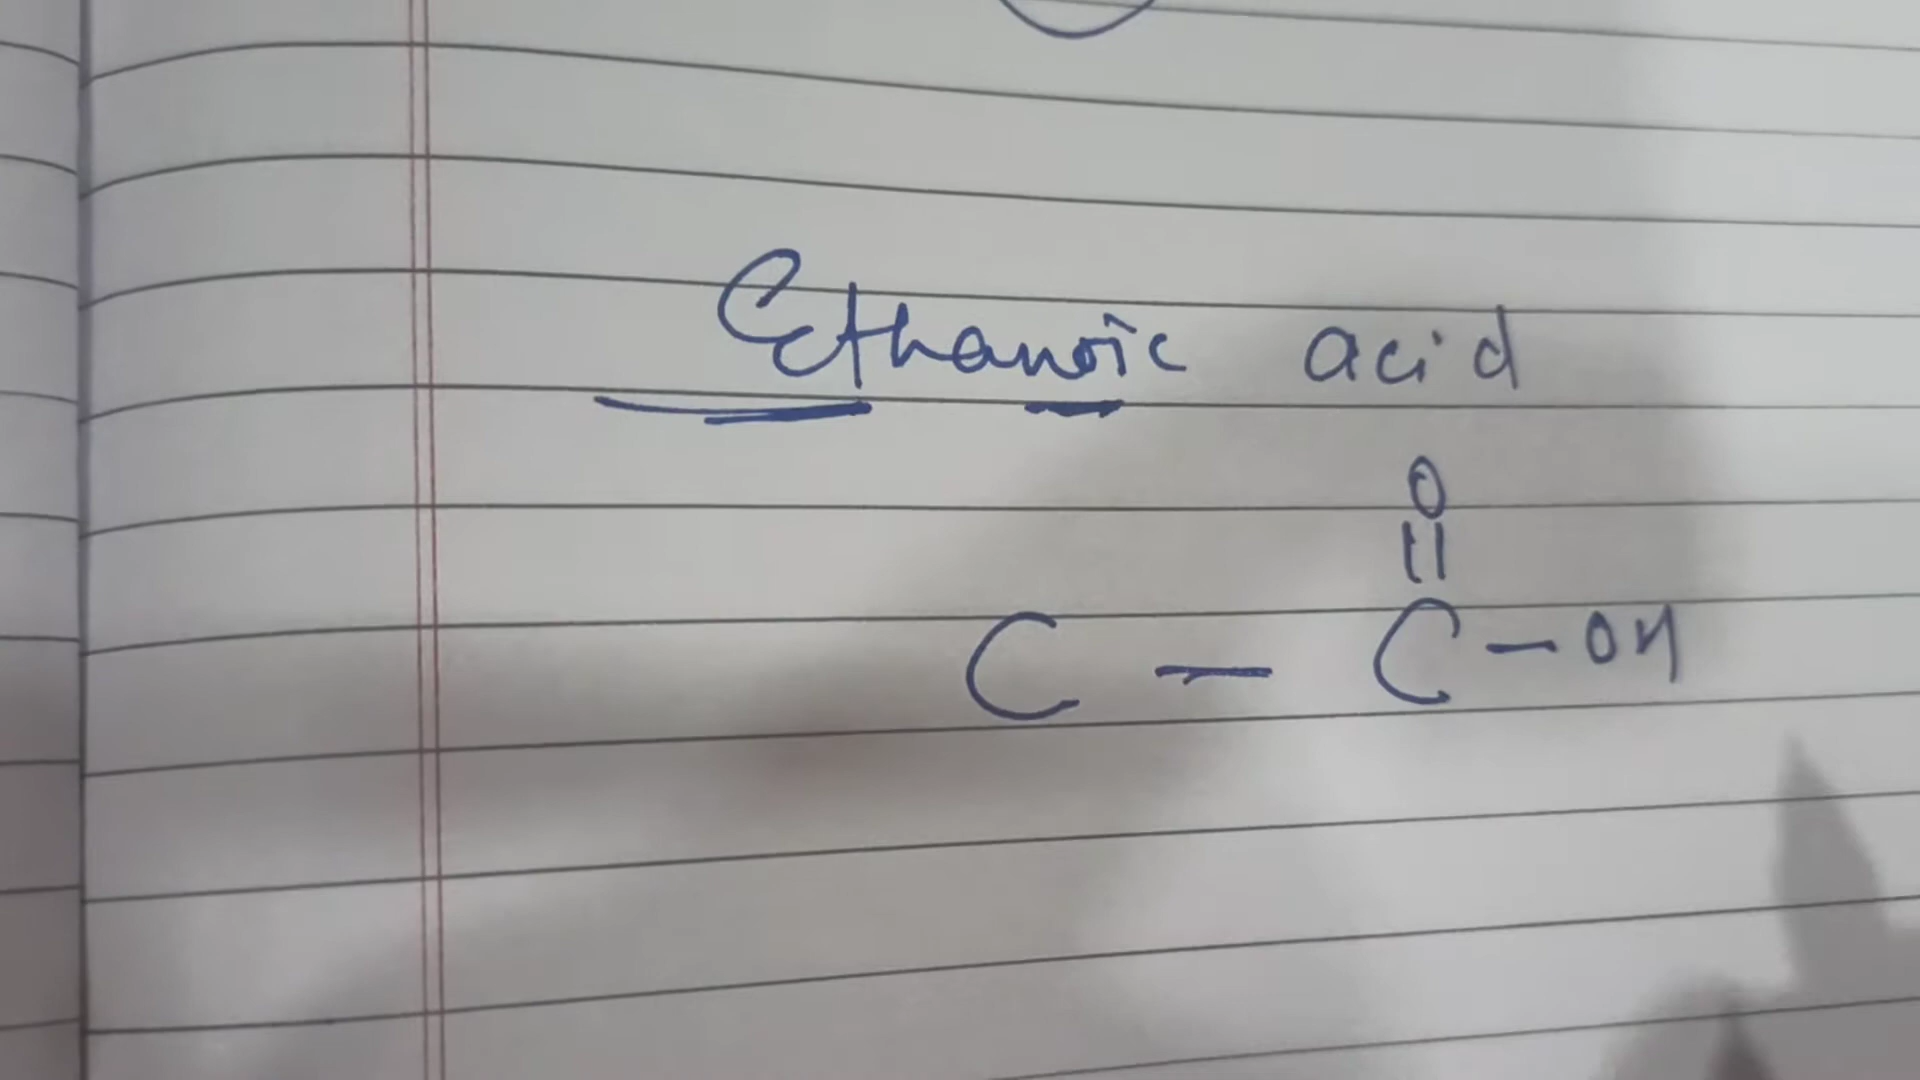 Ethanoic acid
O
||
C — C — OH